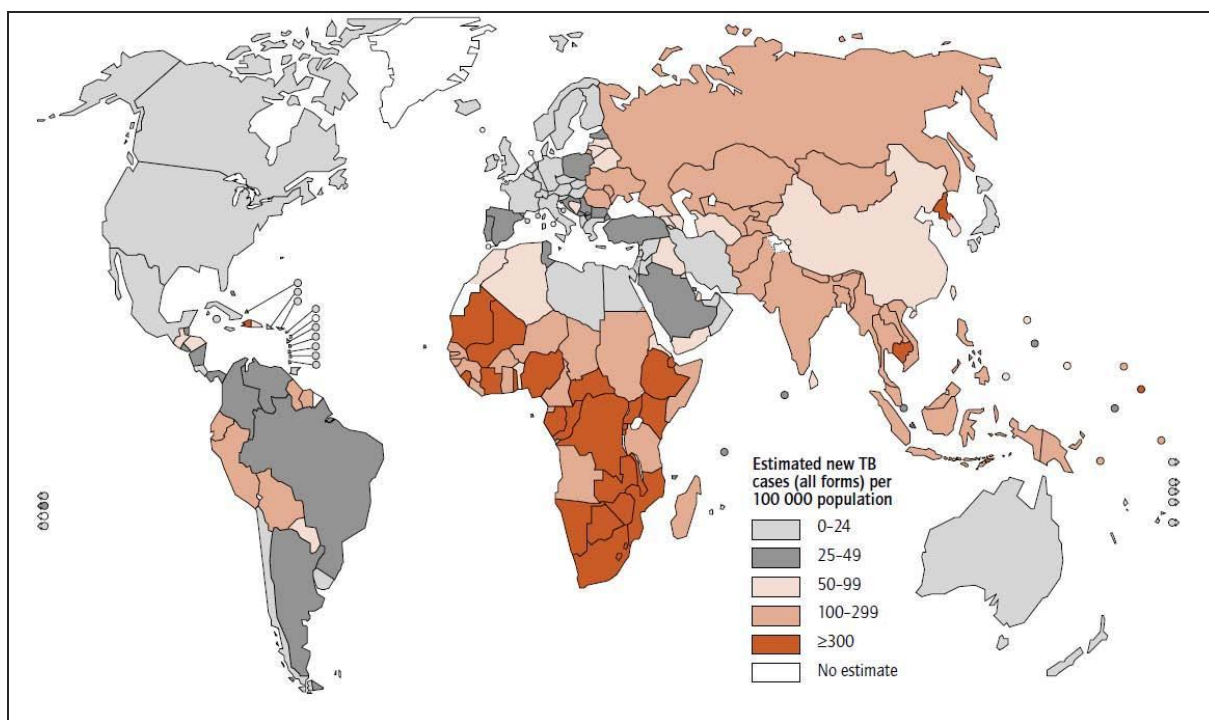 Estimated new TB
cases (all forms) per
100 000 population
0–24
25–49
50–99
100–299
≥300
No estimate